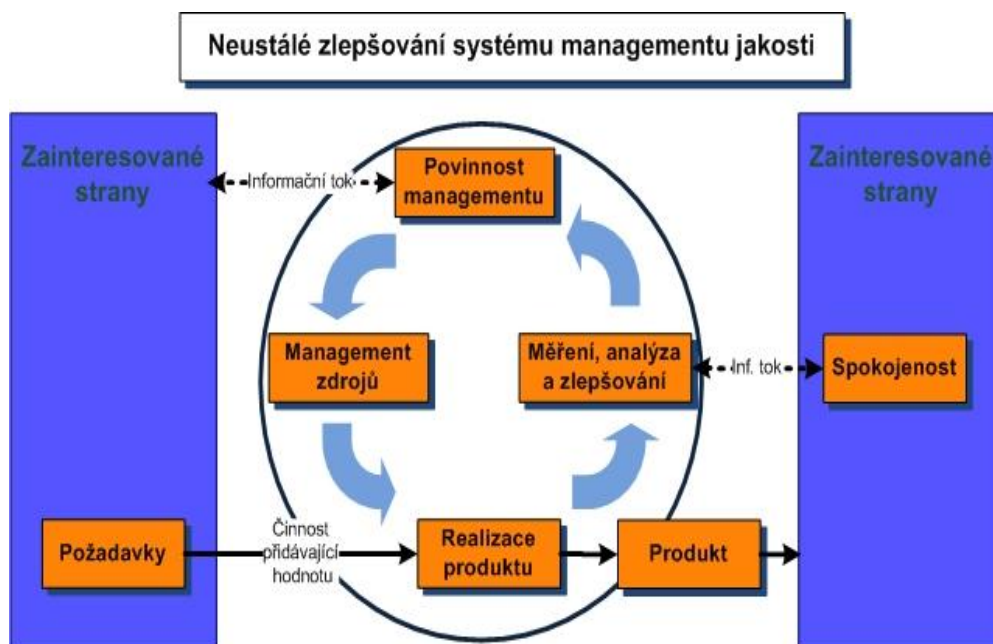 Neustálé zlepšování systému managementu jakosti
Zainteresované
strany
Informační tok
Povinnost
managementu
Zainteresované
strany
Management
zdrojů
Měření, analýza
a zlepšování
Inf. tok
Spokojenost
Požadavky
Činnost
přidávající
hodnotu
Realizace
produktu
Produkt